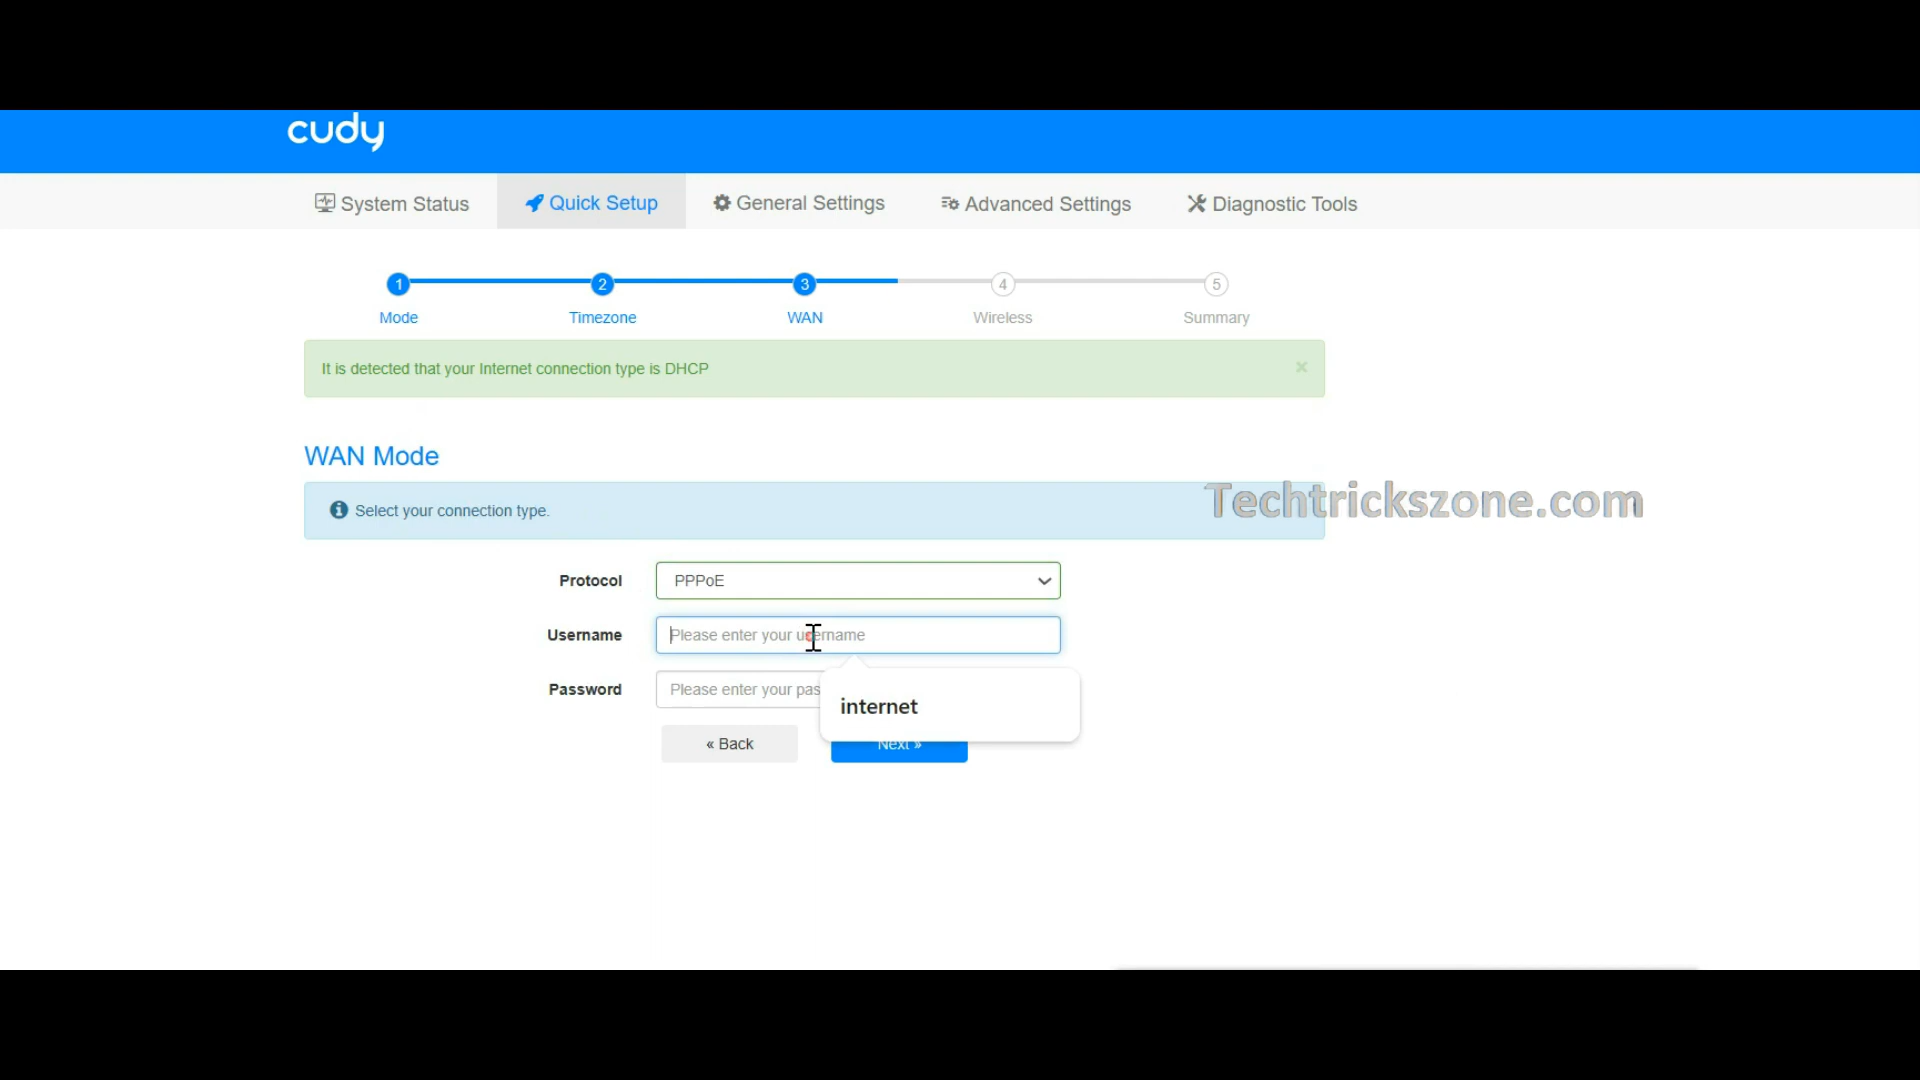 cudy
System Status
Quick Setup
General Settings
Advanced Settings
Diagnostic Tools
1
2
3
4
5
Mode
Timezone
WAN
Wireless
Summary
It is detected that your Internet connection type is DHCP
×
WAN Mode
Select your connection type.
Techtrickszone.com
Protocol
PPPoE
Username
Please enter your username
Password
Please enter your pas
internet
« Back
Next »